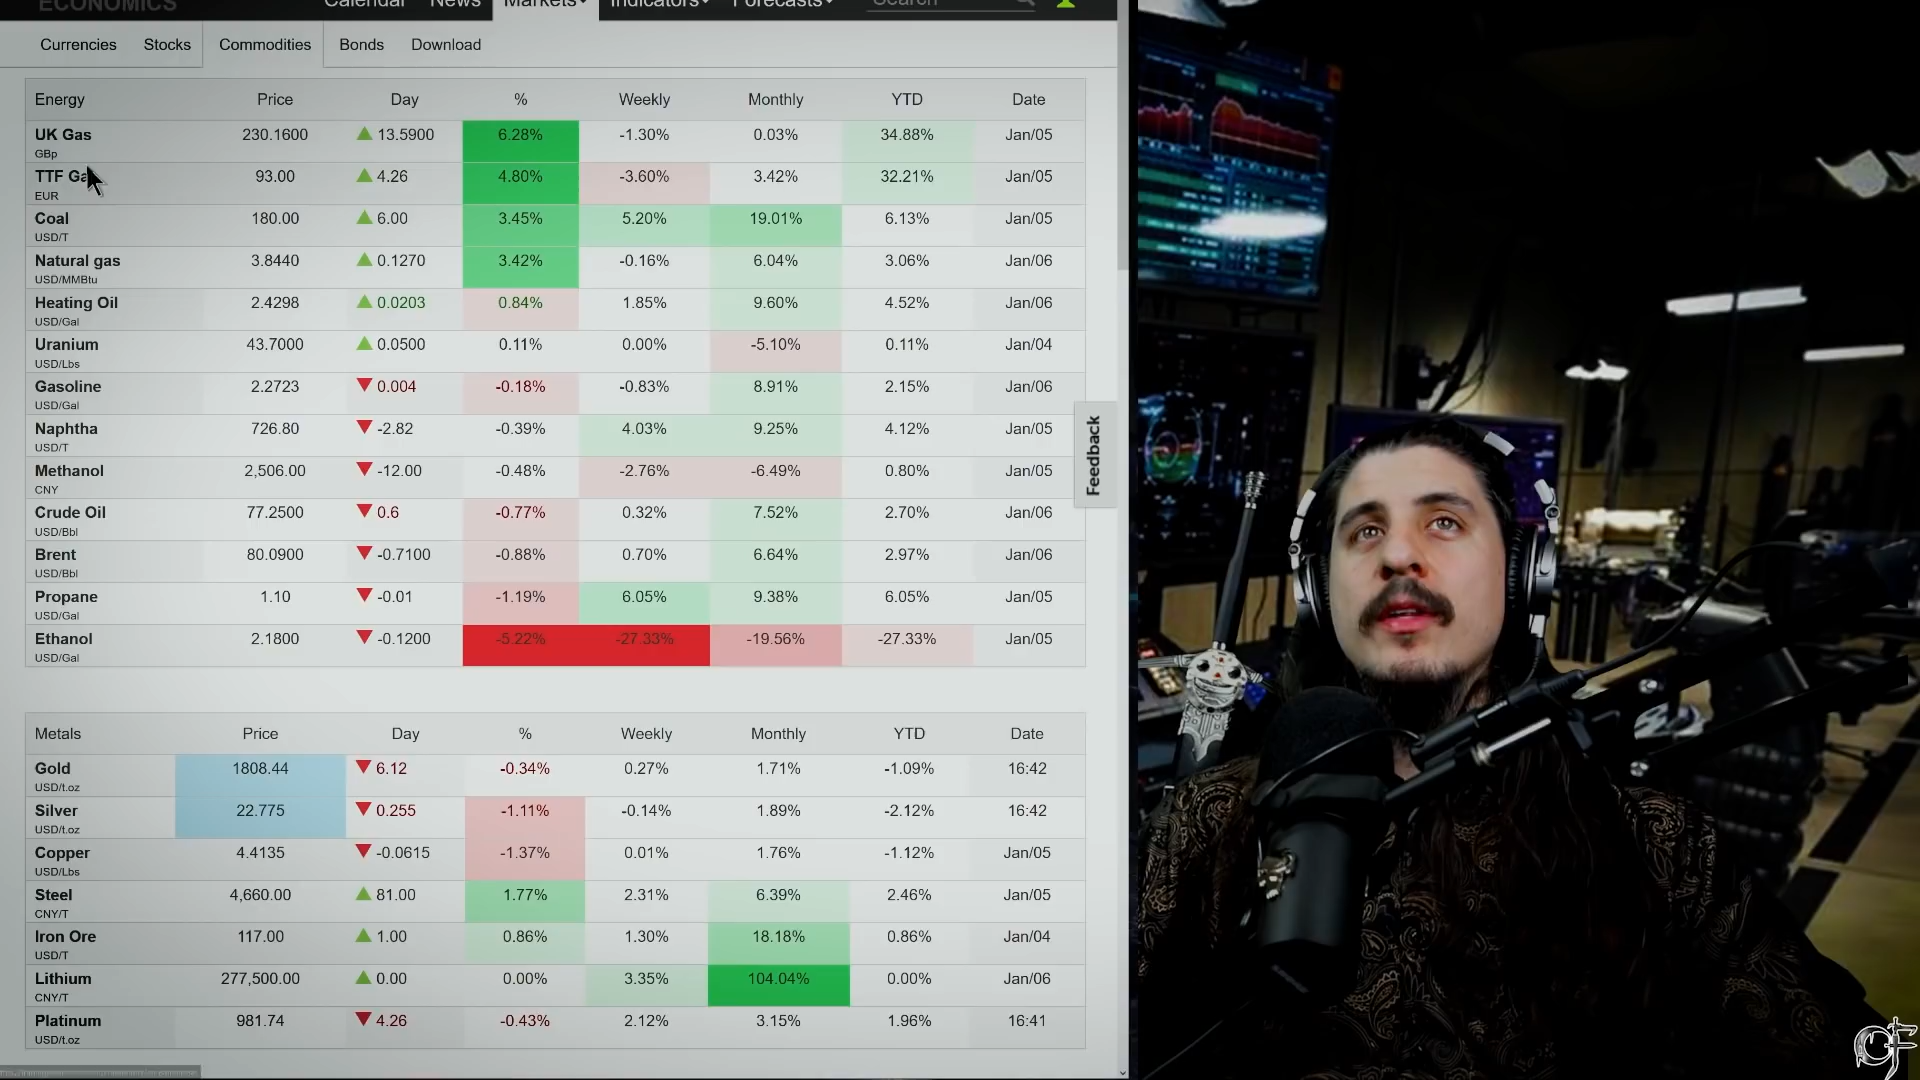 ECONOMICS Calendar News Markets Indicators Forecasts Search
Currencies Stocks Commodities Bonds Download
Energy Price Day % Weekly Monthly YTD Date
UK Gas 230.1600 13.5900 6.28% -1.30% 0.03% 34.88% Jan/05
GBp
TTF Ga 93.00 4.26 4.80% -3.60% 3.42% 32.21% Jan/05
EUR
Coal 180.00 6.00 3.45% 5.20% 19.01% 6.13% Jan/05
USD/T
Natural gas 3.8440 0.1270 3.42% -0.16% 6.04% 3.06% Jan/06
USD/MMBtu
Heating Oil 2.4298 0.0203 0.84% 1.85% 9.60% 4.52% Jan/06
USD/Gal
Uranium 43.7000 0.0500 0.11% 0.00% -5.10% 0.11% Jan/04
USD/Lbs
Gasoline 2.2723 0.004 -0.18% -0.83% 8.91% 2.15% Jan/06
USD/Gal
Naphtha 726.80 -2.82 -0.39% 4.03% 9.25% 4.12% Jan/05
USD/T
Methanol 2,506.00 -12.00 -0.48% -2.76% -6.49% 0.80% Jan/05
CNY
Crude Oil 77.2500 0.6 -0.77% 0.32% 7.52% 2.70% Jan/06
USD/Bbl
Brent 80.0900 -0.7100 -0.88% 0.70% 6.64% 2.97% Jan/06
USD/Bbl
Propane 1.10 -0.01 -1.19% 6.05% 9.38% 6.05% Jan/05
USD/Gal
Ethanol 2.1800 -0.1200 -5.22% -27.33% -19.56% -27.33% Jan/05
USD/Gal
Feedback
Metals Price Day % Weekly Monthly YTD Date
Gold 1808.44 6.12 -0.34% 0.27% 1.71% -1.09% 16:42
USD/t.oz
Silver 22.775 0.255 -1.11% -0.14% 1.89% -2.12% 16:42
USD/t.oz
Copper 4.4135 -0.0615 -1.37% 0.01% 1.76% -1.12% Jan/05
USD/Lbs
Steel 4,660.00 81.00 1.77% 2.31% 6.39% 2.46% Jan/05
CNY/T
Iron Ore 117.00 1.00 0.86% 1.30% 18.18% 0.86% Jan/04
USD/T
Lithium 277,500.00 0.00 0.00% 3.35% 104.04% 0.00% Jan/06
CNY/T
Platinum 981.74 4.26 -0.43% 2.12% 3.15% 1.96% 16:41
USD/t.oz